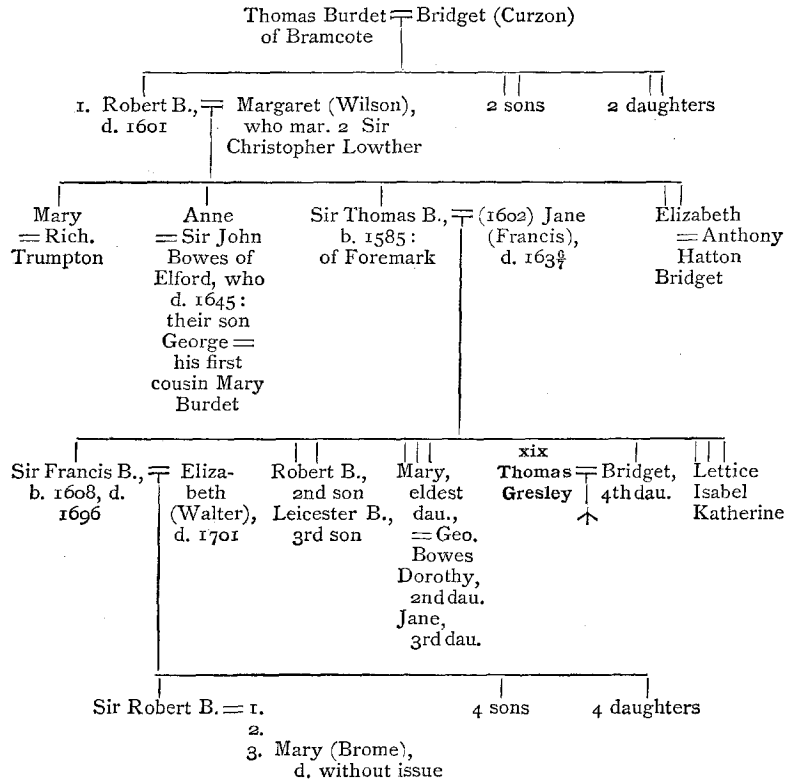 Thomas Burdet = Bridget (Curzon)
of Bramcote
1. Robert B., = Margaret (Wilson),
d. 1601
who mar. 2 Sir
Christopher Lowther
2 sons
2 daughters
Mary
= Rich.
Trumpton
Anne
= Sir John
Bowes of
Elford, who
d. 1645:
their son
George =
his first
cousin Mary
Burdet
Sir Thomas B., = (1602) Jane
b. 1585:
of Foremark
(Francis),
d. 163 6/7
Elizabeth
= Anthony
Hatton
Bridget
Sir Francis B., =
b. 1608, d.
1696
Eliza-
beth
(Walter),
d. 1701
Robert B.,
2nd son
Leicester B.,
3rd son
Mary,
eldest
dau.,
= Geo.
Bowes
Dorothy,
2nd dau.
Jane,
3rd dau.
xix
Thomas = Bridget,
Gresley
4th dau.
Lettice
Isabel
Katherine
Sir Robert B. = 1.
2.
3. Mary (Brome),
d. without issue
4 sons
4 daughters